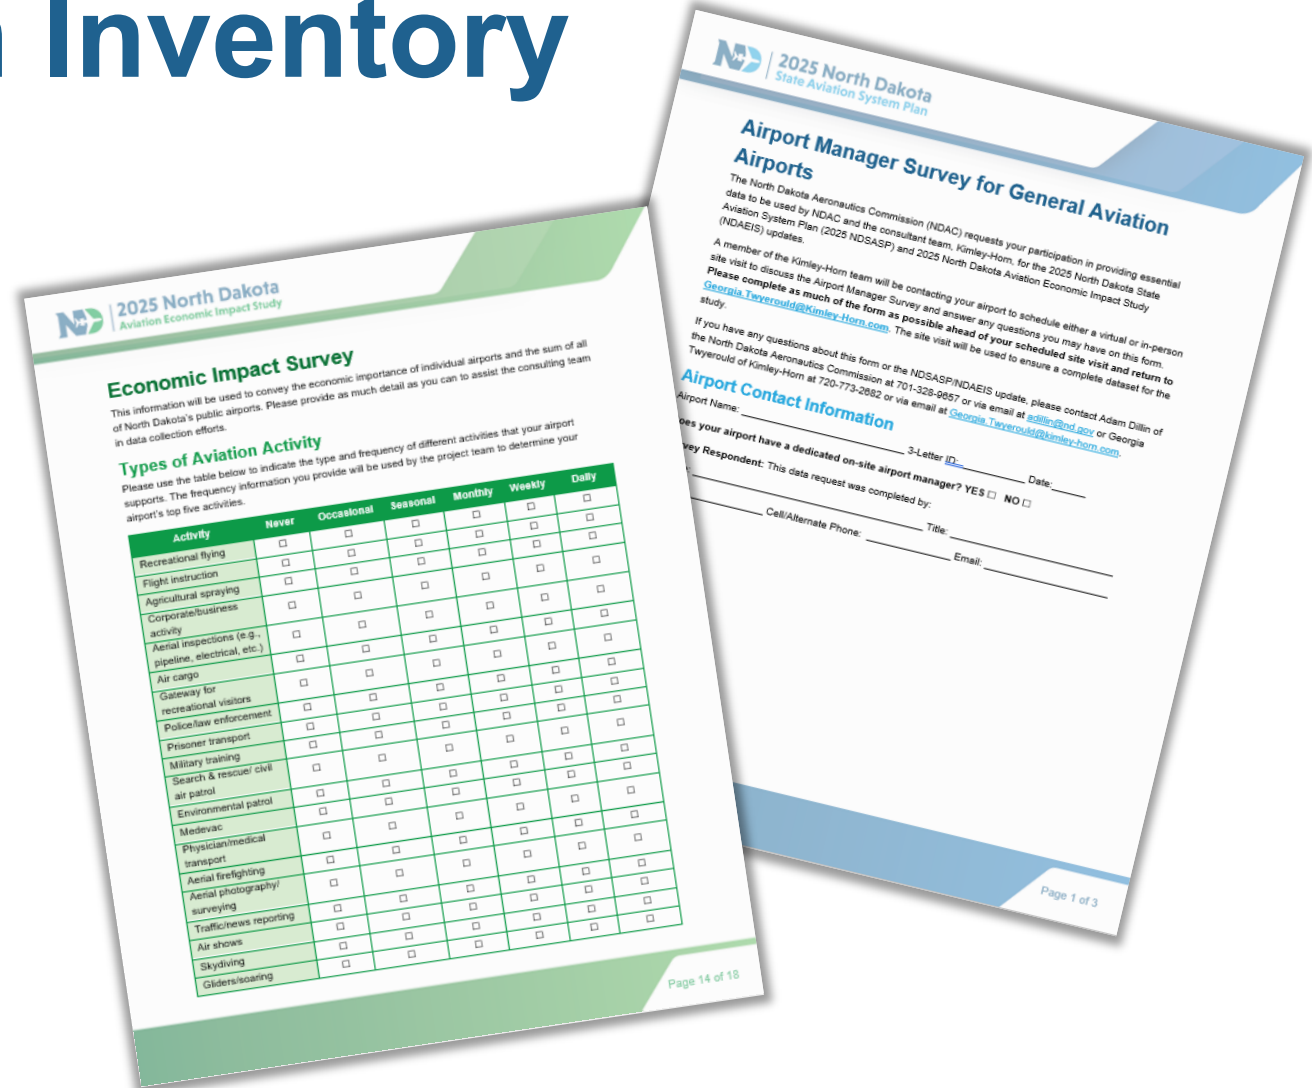 Inventory
2025 North Dakota
State Aviation System Plan
Airport Manager Survey for General Aviation
Airports
The North Dakota Aeronautics Commission (NDAC) requests your participation in providing essential
data to be used by NDAC and the consultant team, Kimley-Horn, for the 2025 North Dakota State
Aviation System Plan (2025 NDSASP) and 2025 North Dakota Aviation Economic Impact Study
(NDAEIS) updates.
A member of the Kimley-Horn team will be contacting your airport to schedule either a virtual or in-person
site visit to discuss the Airport Manager Survey and answer any questions you may have on this form.
Please complete as much of the form as possible ahead of your scheduled site visit and return to
Georgia.Twyerould@Kimley-Horn.com. The site visit will be used to ensure a complete dataset for the
study.
If you have any questions about this form or the NDSASP/NDAEIS update, please contact Adam Dillin of
the North Dakota Aeronautics Commission at 701-328-9657 or via email at adillin@nd.gov or Georgia
Twyerould of Kimley-Horn at 720-773-2682 or via email at Georgia.Twyerould@kimley-horn.com.
Airport Contact Information
Airport Name: 3-Letter ID: Date:
oes your airport have a dedicated on-site airport manager? YES ☐ NO ☐
vey Respondent: This data request was completed by:
: Title:
Cell/Alternate Phone: Email:
Page 1 of 3
2025 North Dakota
Aviation Economic Impact Study
Economic Impact Survey
This information will be used to convey the economic importance of individual airports and the sum of all
of North Dakota's public airports. Please provide as much detail as you can to assist the consulting team
in data collection efforts.
Types of Aviation Activity
Please use the table below to indicate the type and frequency of different activities that your airport
supports. The frequency information you provide will be used by the project team to determine your
airport's top five activities.
Activity Never Occasional Seasonal Monthly Weekly Daily
Recreational flying ☐ ☐ ☐ ☐ ☐ ☐
Flight instruction ☐ ☐ ☐ ☐ ☐ ☐
Agricultural spraying ☐ ☐ ☐ ☐ ☐ ☐
Corporate/business
activity ☐ ☐ ☐ ☐ ☐ ☐
Aerial inspections (e.g.,
pipeline, electrical, etc.) ☐ ☐ ☐ ☐ ☐ ☐
Air cargo ☐ ☐ ☐ ☐ ☐ ☐
Gateway for
recreational visitors ☐ ☐ ☐ ☐ ☐ ☐
Police/law enforcement ☐ ☐ ☐ ☐ ☐ ☐
Prisoner transport ☐ ☐ ☐ ☐ ☐ ☐
Military training ☐ ☐ ☐ ☐ ☐ ☐
Search & rescue/ civil
air patrol ☐ ☐ ☐ ☐ ☐ ☐
Environmental patrol ☐ ☐ ☐ ☐ ☐ ☐
Medevac ☐ ☐ ☐ ☐ ☐ ☐
Physician/medical
transport ☐ ☐ ☐ ☐ ☐ ☐
Aerial firefighting ☐ ☐ ☐ ☐ ☐ ☐
Aerial photography/
surveying ☐ ☐ ☐ ☐ ☐ ☐
Traffic/news reporting ☐ ☐ ☐ ☐ ☐ ☐
Air shows ☐ ☐ ☐ ☐ ☐ ☐
Skydiving ☐ ☐ ☐ ☐ ☐ ☐
Gliders/soaring ☐ ☐ ☐ ☐ ☐ ☐
Page 14 of 18